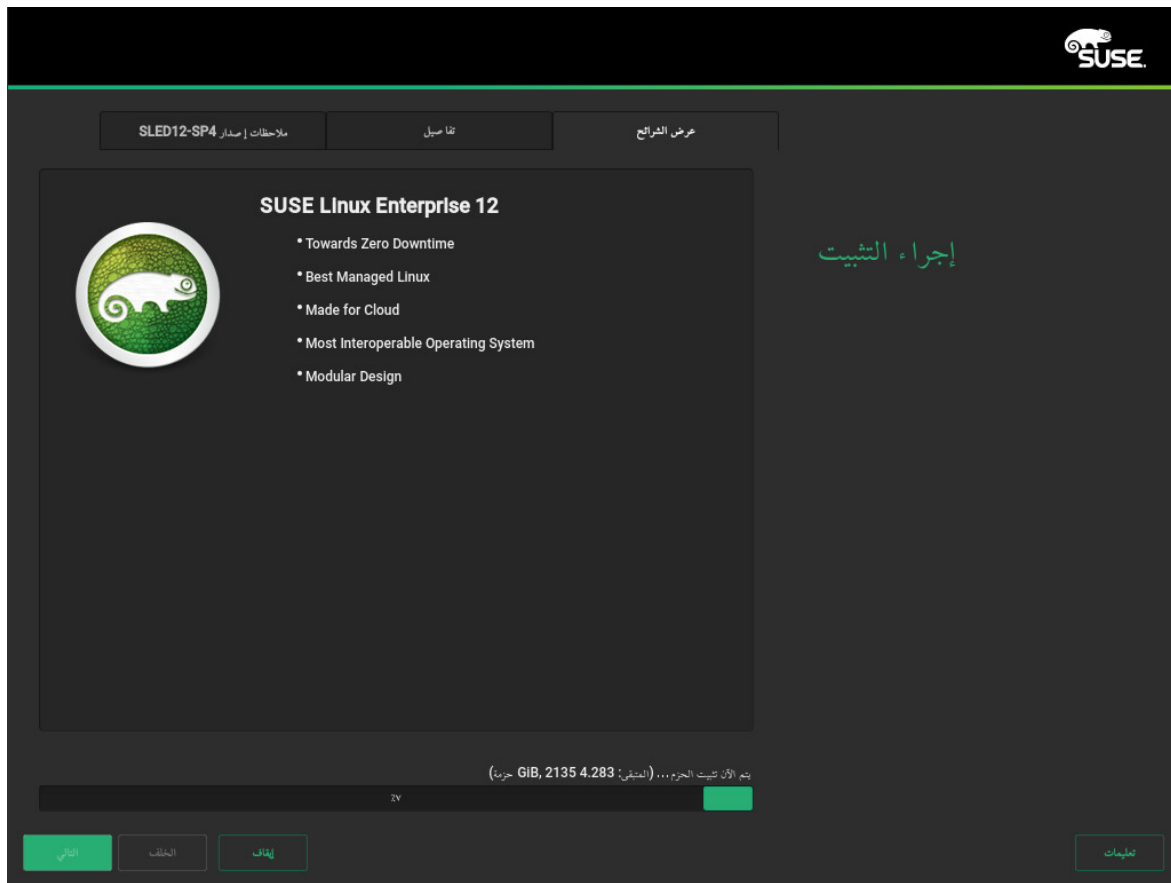 SUSE.
عرض الشرائح
تفاصيل
ملاحظات إصدار SLED12-SP4
إجراء التثبيت
SUSE Linux Enterprise 12
• Towards Zero Downtime
• Best Managed Linux
• Made for Cloud
• Most Interoperable Operating System
• Modular Design
يتم الآن تثبيت الحزم... (المتبقى: 4.283 GiB, 2135 حزمة)
٧٪
تعليمات
إيقاف
الخلف
التالي